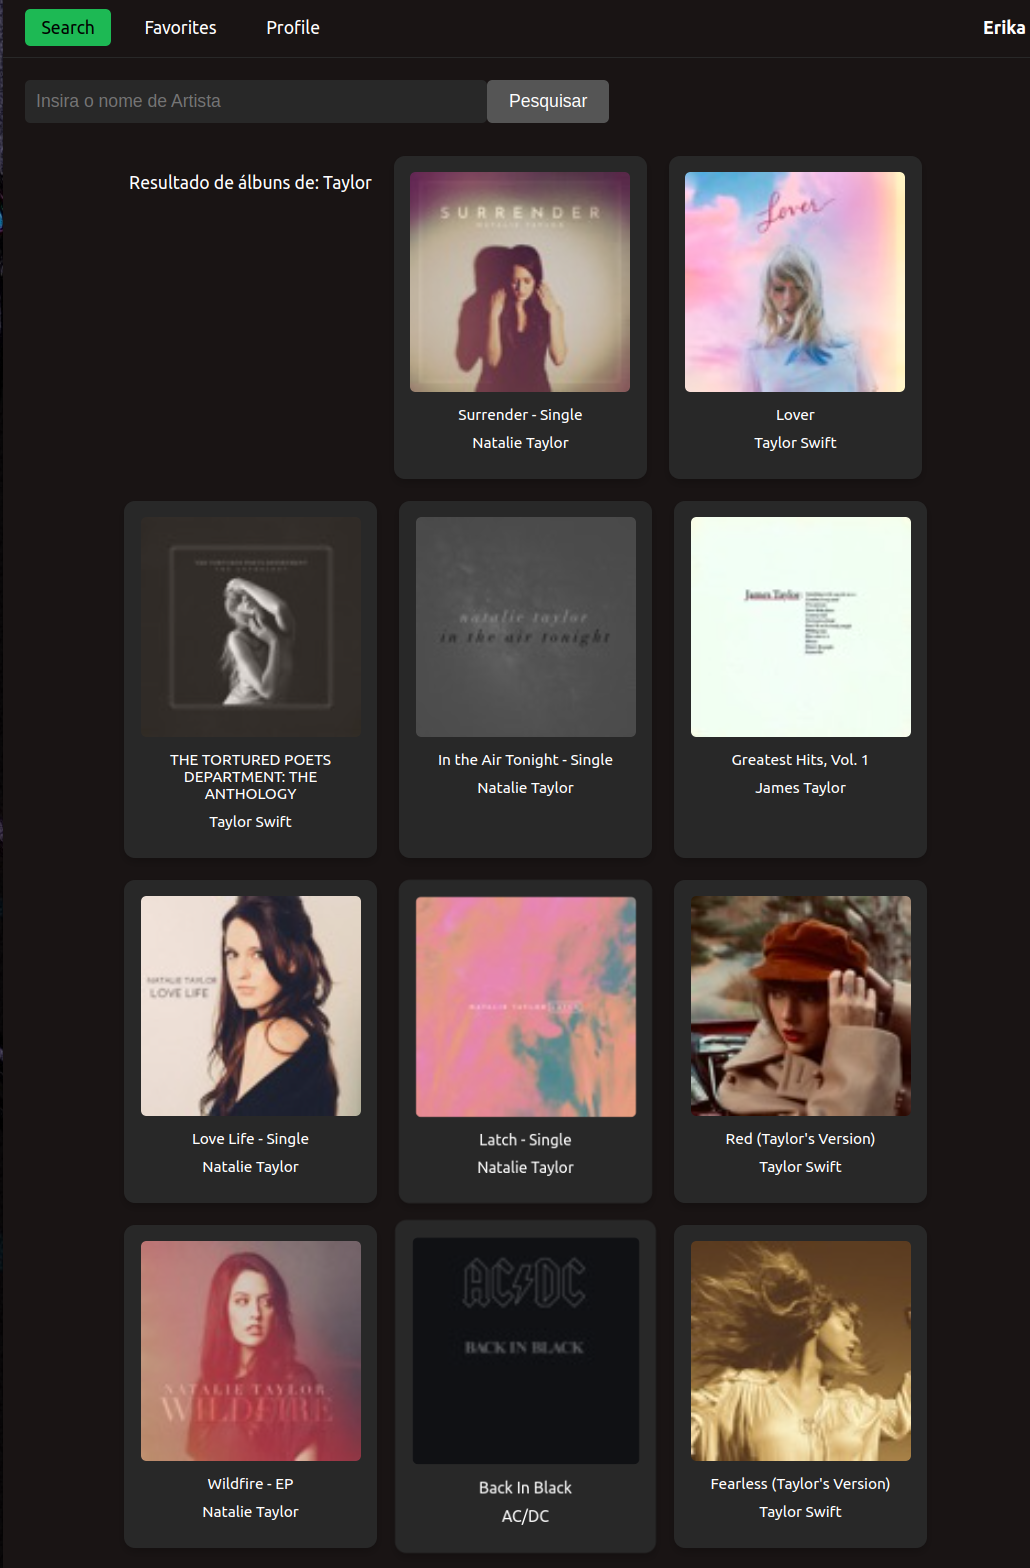 Search
Favorites
Profile
Erika
Insira o nome de Artista
Pesquisar
Resultado de álbuns de: Taylor
SURRENDER
NATALIE TAYLOR
Surrender - Single
Natalie Taylor
Lover
Lover
Taylor Swift
THE TORTURED POETS DEPARTMENT
THE ANTHOLOGY
THE TORTURED POETS
DEPARTMENT: THE
ANTHOLOGY
Taylor Swift
natalie taylor
in the air tonight
In the Air Tonight - Single
Natalie Taylor
James Taylor
Greatest Hits, Vol. 1
James Taylor
NATALIE TAYLOR
LOVE LIFE
Love Life - Single
Natalie Taylor
NATALIE TAYLOR
Latch - Single
Natalie Taylor
Red (Taylor's Version)
Taylor Swift
NATALIE TAYLOR
WILDFIRE
Wildfire - EP
Natalie Taylor
AC/DC
BACK IN BLACK
Back In Black
AC/DC
Fearless (Taylor's Version)
Taylor Swift